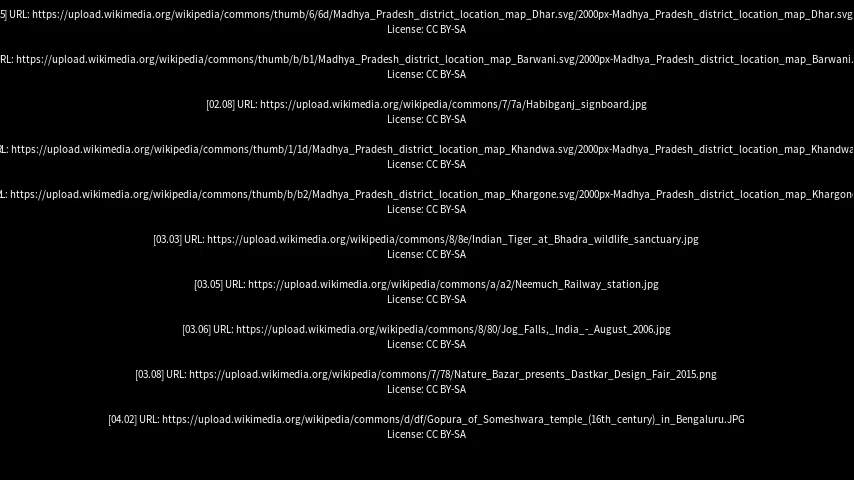 5] URL: https://upload.wikimedia.org/wikipedia/commons/thumb/6/6d/Madhya_Pradesh_district_location_map_Dhar.svg/2000px-Madhya_Pradesh_district_location_map_Dhar.svg
License: CC BY-SA
RL: https://upload.wikimedia.org/wikipedia/commons/thumb/b/b1/Madhya_Pradesh_district_location_map_Barwani.svg/2000px-Madhya_Pradesh_district_location_map_Barwani.
License: CC BY-SA
[02.08] URL: https://upload.wikimedia.org/wikipedia/commons/7/7a/Habibganj_signboard.jpg
License: CC BY-SA
L: https://upload.wikimedia.org/wikipedia/commons/thumb/1/1d/Madhya_Pradesh_district_location_map_Khandwa.svg/2000px-Madhya_Pradesh_district_location_map_Khandwa
License: CC BY-SA
L: https://upload.wikimedia.org/wikipedia/commons/thumb/b/b2/Madhya_Pradesh_district_location_map_Khargone.svg/2000px-Madhya_Pradesh_district_location_map_Khargone
License: CC BY-SA
[03.03] URL: https://upload.wikimedia.org/wikipedia/commons/8/8e/Indian_Tiger_at_Bhadra_wildlife_sanctuary.jpg
License: CC BY-SA
[03.05] URL: https://upload.wikimedia.org/wikipedia/commons/a/a2/Neemuch_Railway_station.jpg
License: CC BY-SA
[03.06] URL: https://upload.wikimedia.org/wikipedia/commons/8/80/Jog_Falls,_India_-_August_2006.jpg
License: CC BY-SA
[03.08] URL: https://upload.wikimedia.org/wikipedia/commons/7/78/Nature_Bazar_presents_Dastkar_Design_Fair_2015.png
License: CC BY-SA
[04.02] URL: https://upload.wikimedia.org/wikipedia/commons/d/df/Gopura_of_Someshwara_temple_(16th_century)_in_Bengaluru.JPG
License: CC BY-SA